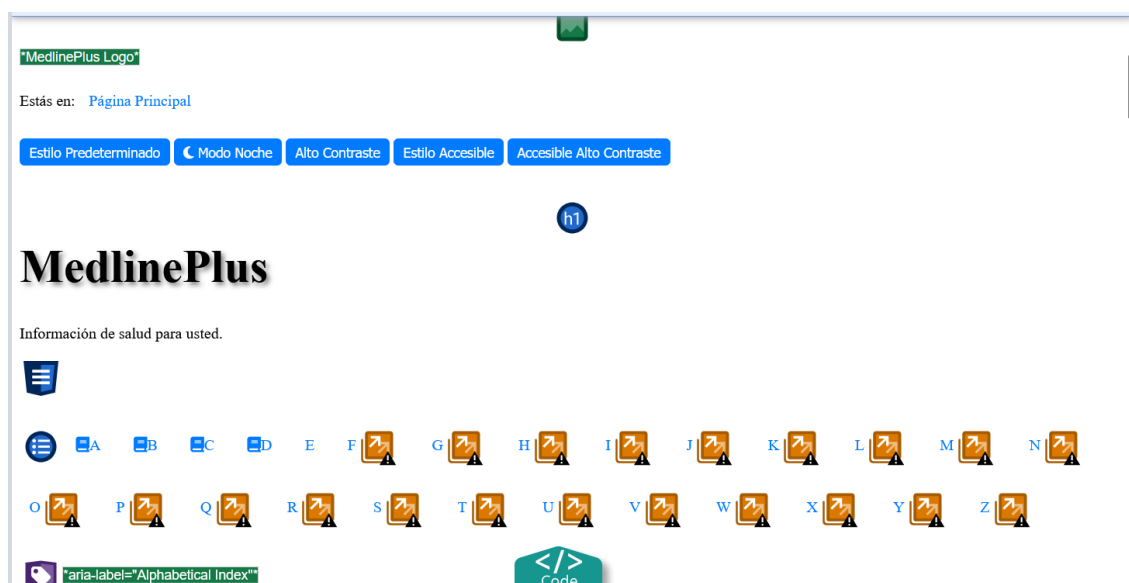 *MedlinePlus Logo*
Estás en: Página Principal
Estilo Predeterminado Modo Noche Alto Contraste Estilo Accesible Accesible Alto Contraste
h1
MedlinePlus
Información de salud para usted.
A B C D E F G H I J K L M N
O P Q R S T U V W X Y Z
*aria-label="Alphabetical Index"*
</>
Code